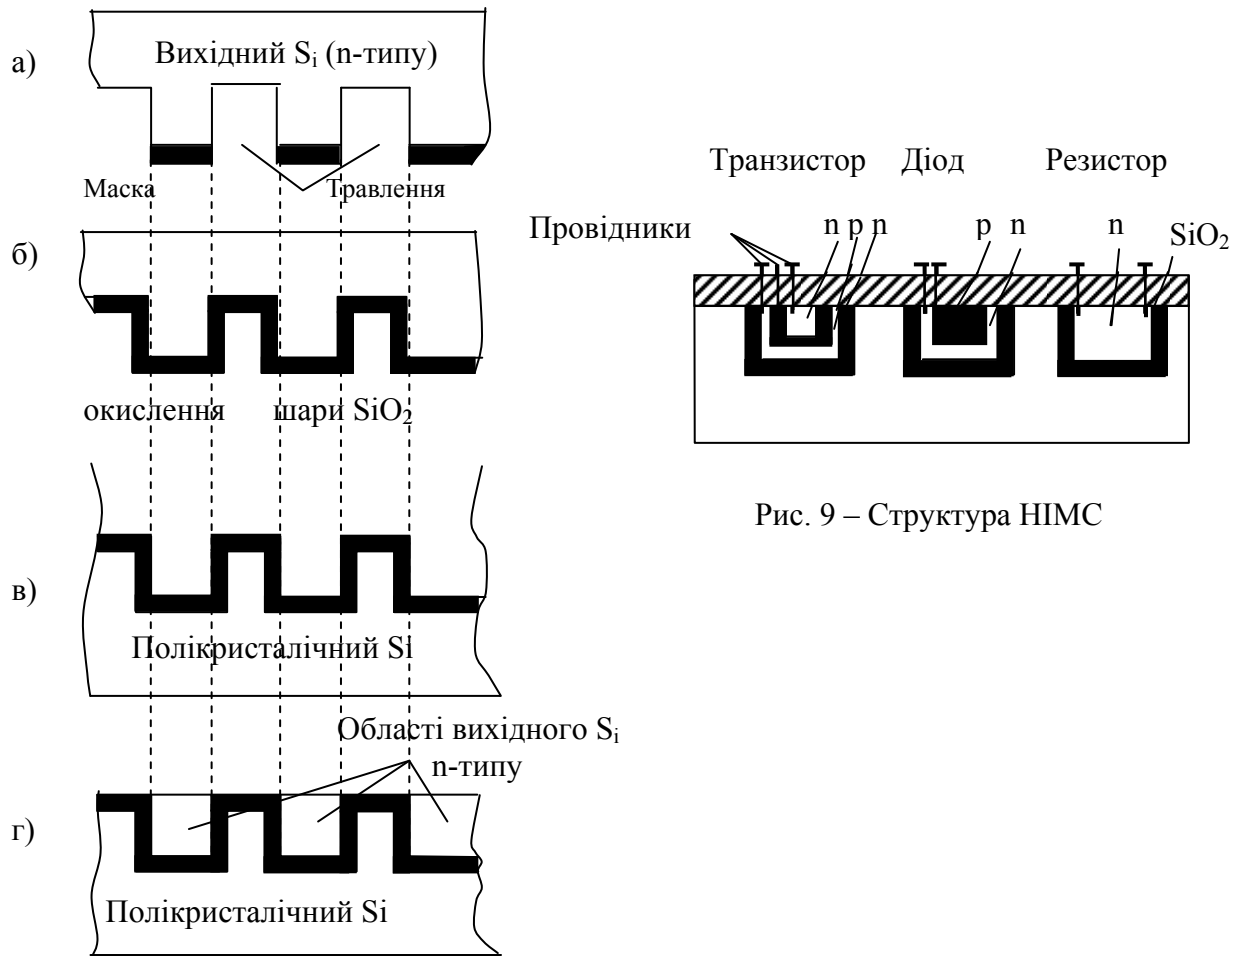 а)
Вихідний Si (n-типу)
Маска
Травлення
б)
окислення шари SiO2
в)
Полікристалічний Si
Області вихідного Si
n-типу
г)
Полікристалічний Si
Транзистор Діод Резистор
Провідники
n p n p n n SiO2
n
Рис. 9 – Структура НІМС